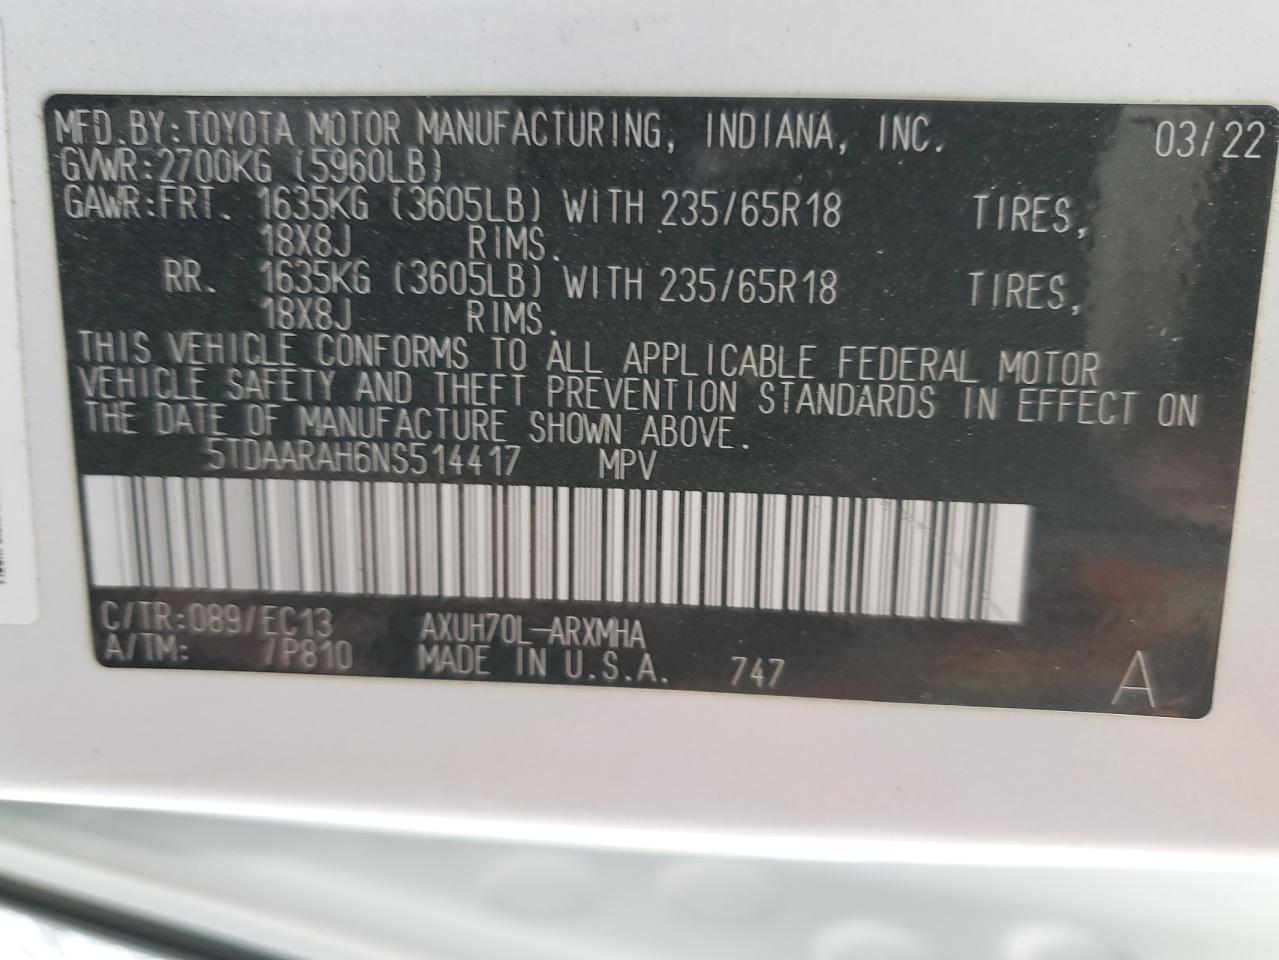 MFD.BY:TOYOTA MOTOR MANUFACTURING, INDIANA, INC. 03/22
GVWR:2700KG (5960LB)
GAWR:FRT. 1635KG (3605LB) WITH 235/65R18 TIRES,
18X8J RIMS.
RR. 1635KG (3605LB) WITH 235/65R18 TIRES,
18X8J RIMS.
THIS VEHICLE CONFORMS TO ALL APPLICABLE FEDERAL MOTOR
VEHICLE SAFETY AND THEFT PREVENTION STANDARDS IN EFFECT ON
THE DATE OF MANUFACTURE SHOWN ABOVE.
5TDAARAH6NS514417 MPV
C/TR:089/EC13 AXUH70L-ARXMHA
A/TM: /P810 MADE IN U.S.A. 747 A